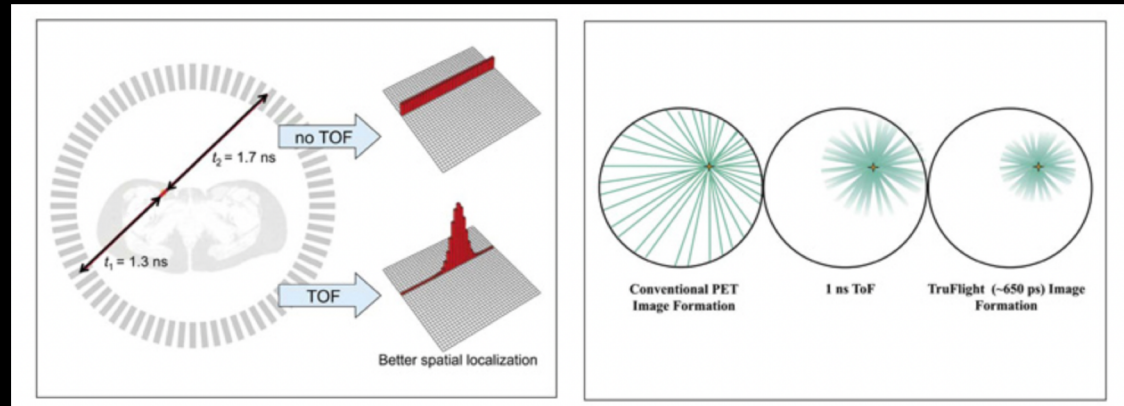 no TOF
t2 = 1.7 ns
t1 = 1.3 ns
TOF
Better spatial localization
Conventional PET
Image Formation
1 ns ToF
TruFlight (~650 ps) Image
Formation